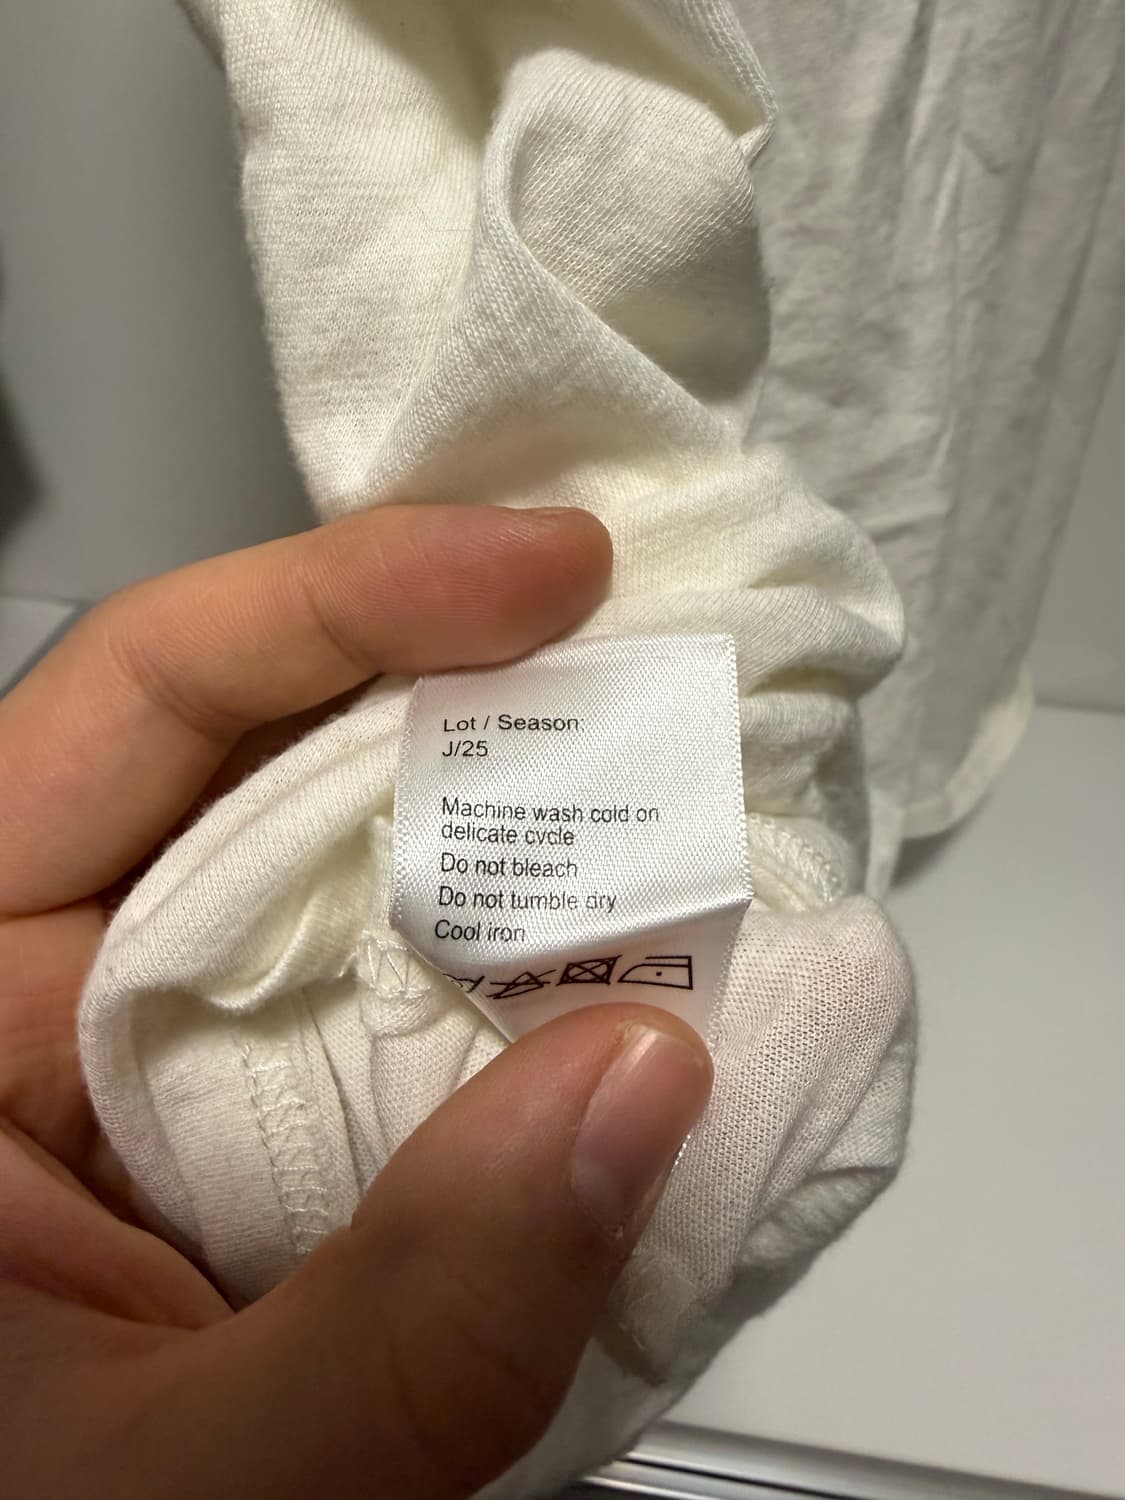 Lot / Season:
J/25
Machine wash cold on
delicate cycle
Do not bleach
Do not tumble dry
Cool iron